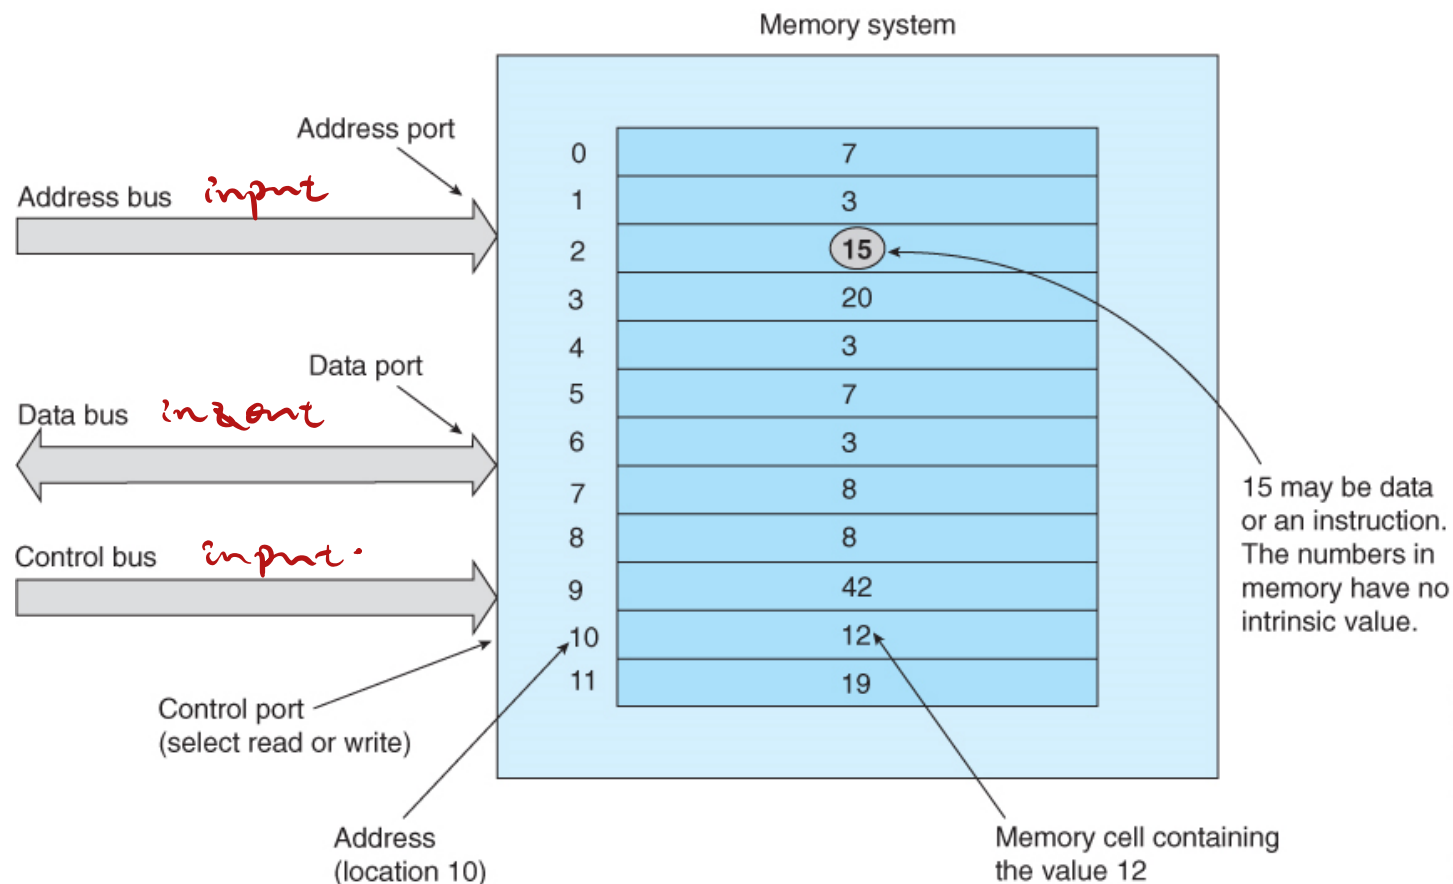 Memory system
Address port
Address bus input
Data port
Data bus in&out
Control bus input.
0 7
1 3
2 15
3 20
4 3
5 7
6 3
7 8
8 8
9 42
10 12
11 19
15 may be data
or an instruction.
The numbers in
memory have no
intrinsic value.
Control port
(select read or write)
Address
(location 10)
Memory cell containing
the value 12